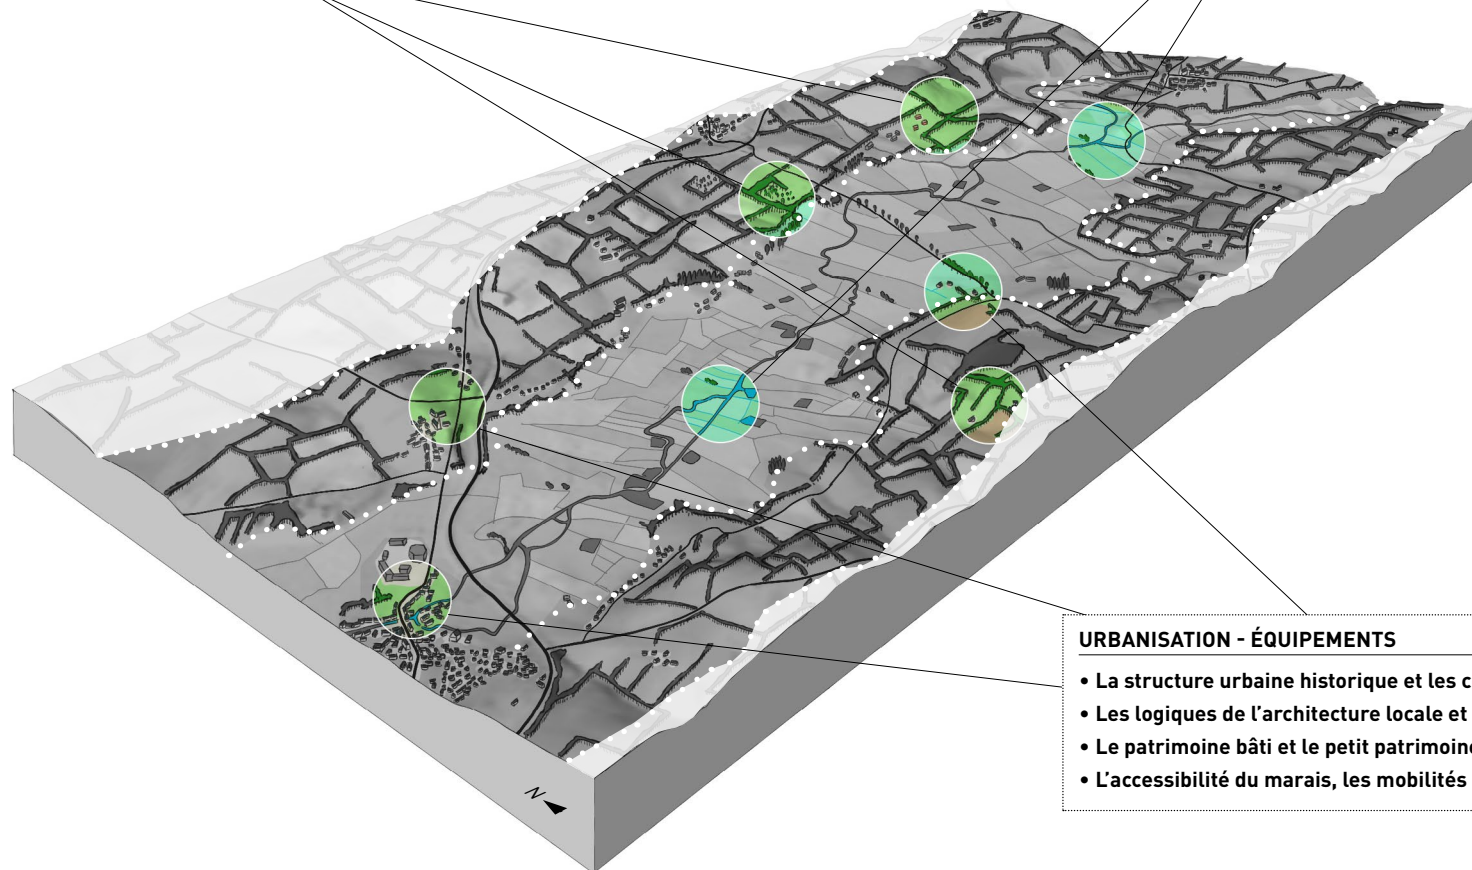 N
URBANISATION - ÉQUIPEMENTS
• La structure urbaine historique et les c
• Les logiques de l’architecture locale et
• Le patrimoine bâti et le petit patrimoine
• L’accessibilité du marais, les mobilités